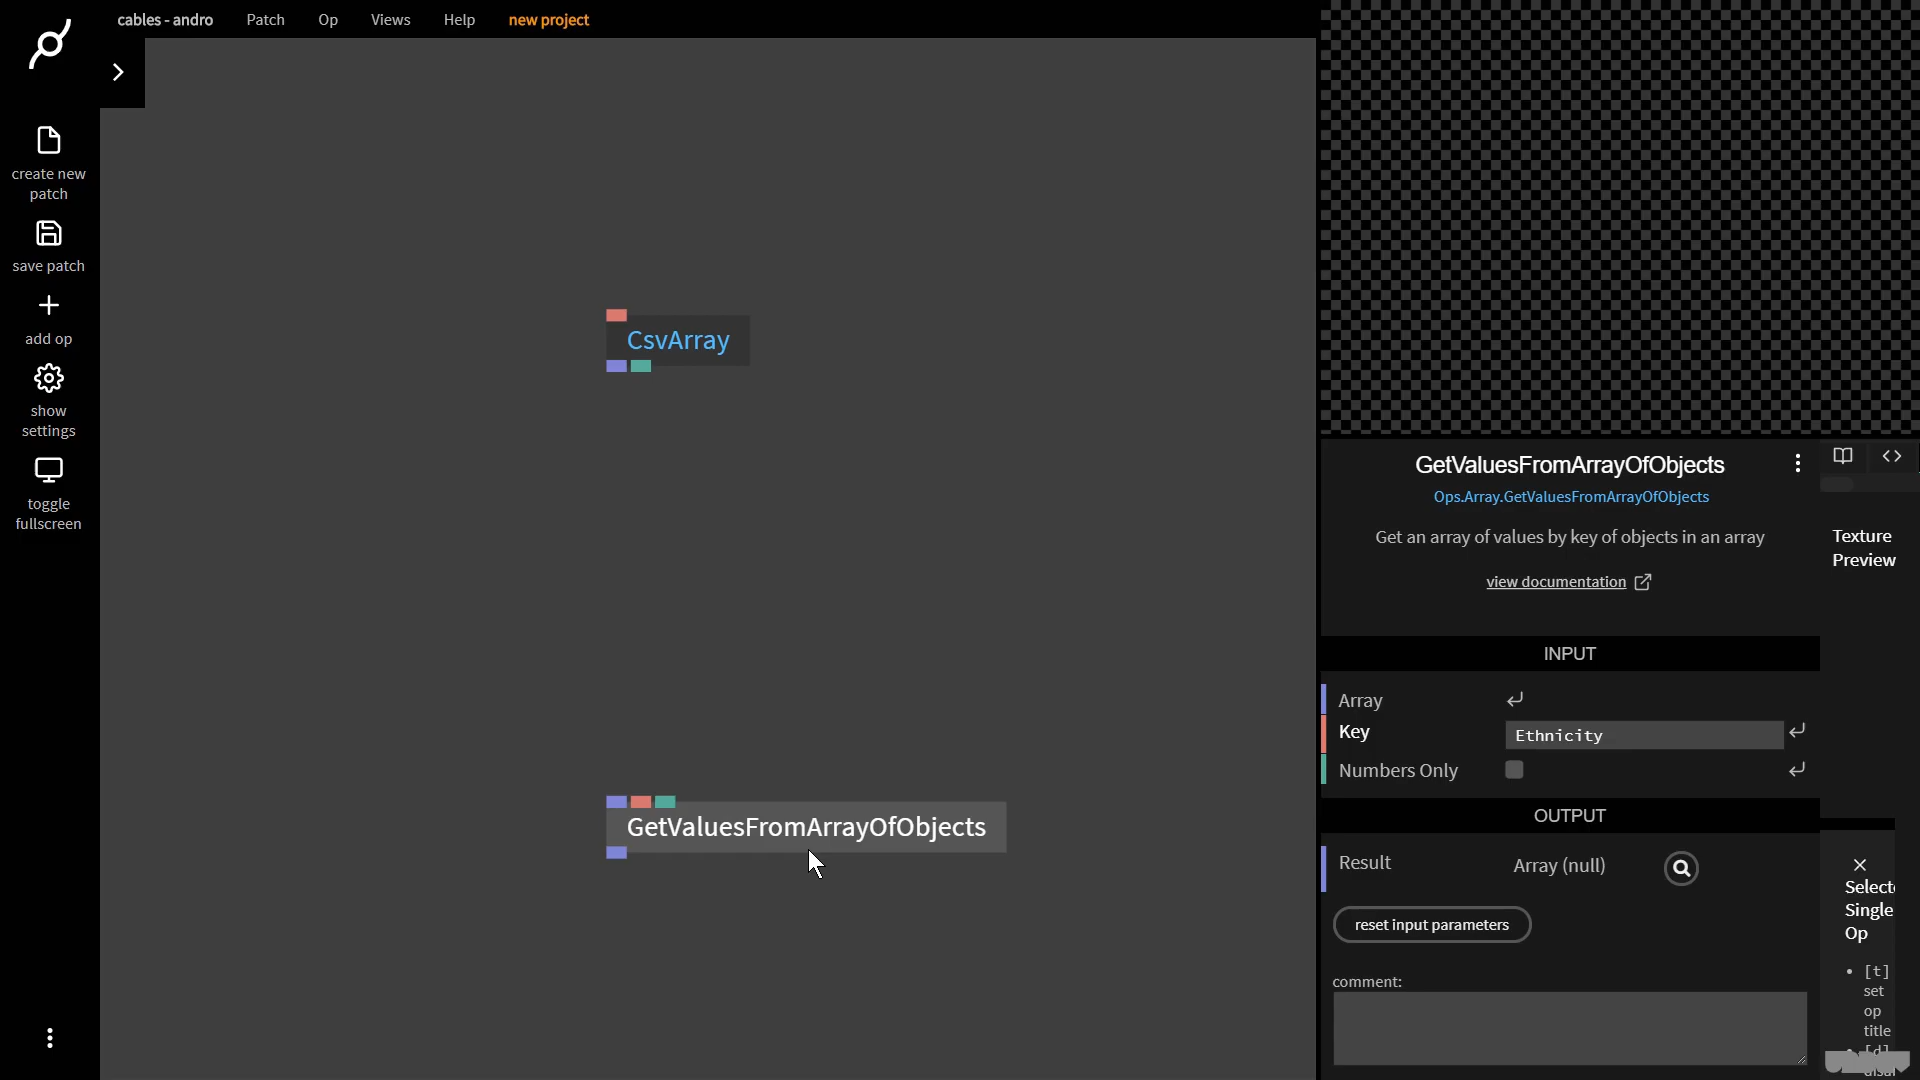 cables - andro Patch Op Views Help new project
create new
patch
save patch
add op
show
settings
toggle
fullscreen
CsvArray
GetValuesFromArrayOfObjects
GetValuesFromArrayOfObjects
Ops.Array.GetValuesFromArrayOfObjects
Get an array of values by key of objects in an array
view documentation
INPUT
Array
Key Ethnicity
Numbers Only
OUTPUT
Result Array (null)
reset input parameters
comment:
Texture
Preview
Single
Op
[t]
set
op
title
[d]